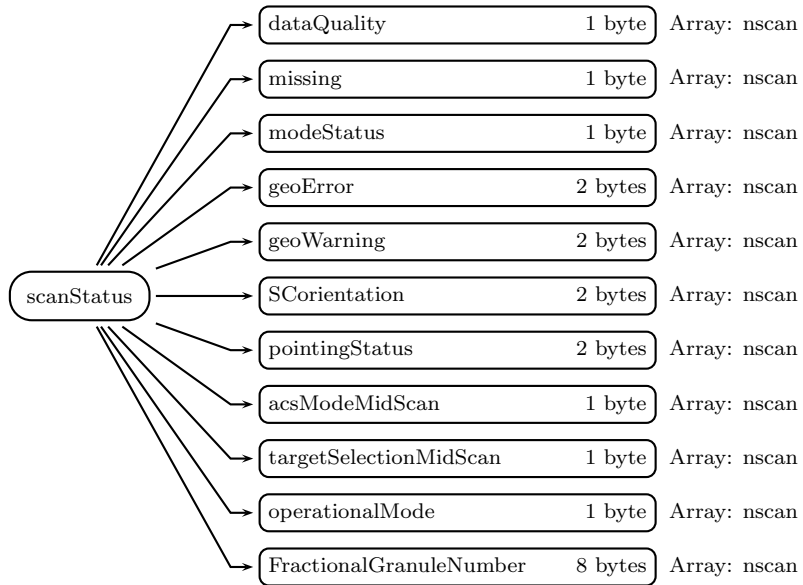 dataQuality 1 byte Array: nscan
missing 1 byte Array: nscan
modeStatus 1 byte Array: nscan
geoError 2 bytes Array: nscan
geoWarning 2 bytes Array: nscan
scanStatus
SCorientation 2 bytes Array: nscan
pointingStatus 2 bytes Array: nscan
acsModeMidScan 1 byte Array: nscan
targetSelectionMidScan 1 byte Array: nscan
operationalMode 1 byte Array: nscan
FractionalGranuleNumber 8 bytes Array: nscan